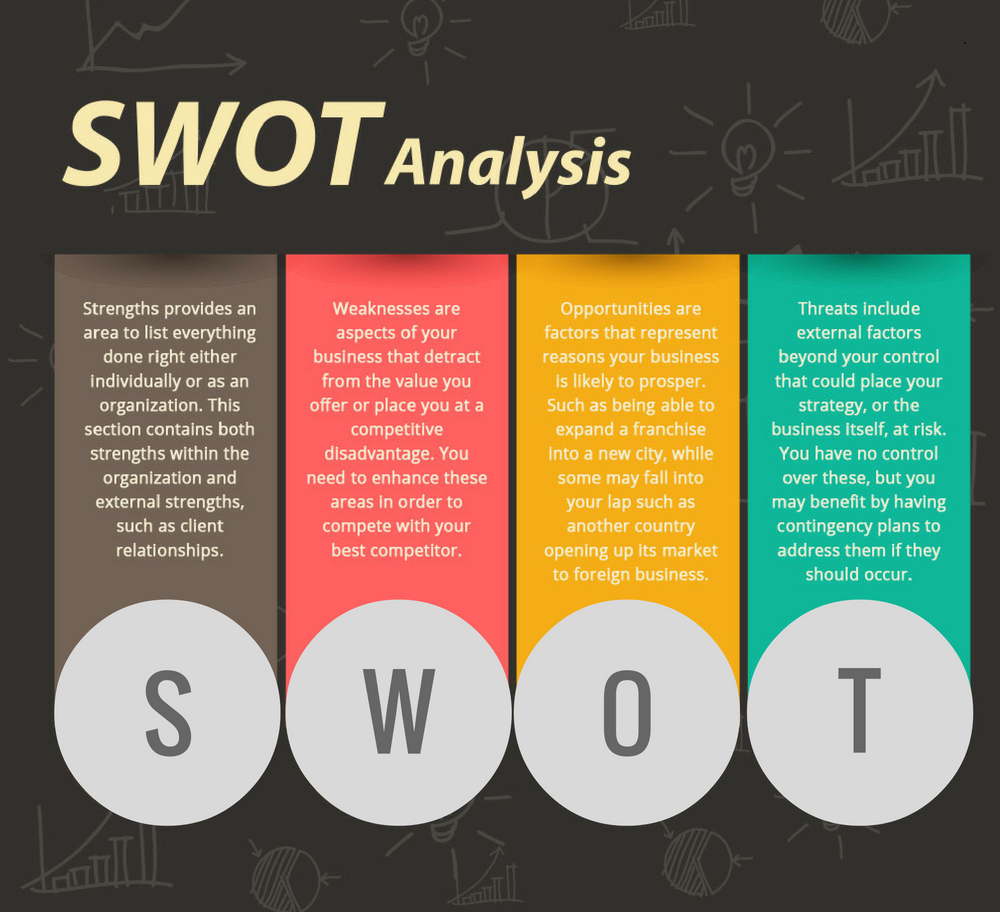 SWOT Analysis
Strengths provides an
area to list everything
done right either
individually or as an
organization. This
section contains both
strengths within the
organization and
external strengths,
such as client
relationships.
Weaknesses are
aspects of your
business that detract
from the value you
offer or place you at a
competitive
disadvantage. You
need to enhance these
areas in order to
compete with your
best competitor.
Opportunities are
factors that represent
reasons your business
is likely to prosper.
Such as being able to
expand a franchise
into a new city, while
some may fall into
your lap such as
another country
opening up its market
to foreign business.
Threats include
external factors
beyond your control
that could place your
strategy, or the
business itself, at risk.
You have no control
over these, but you
may benefit by having
contingency plans to
address them if they
should occur.
S W O T